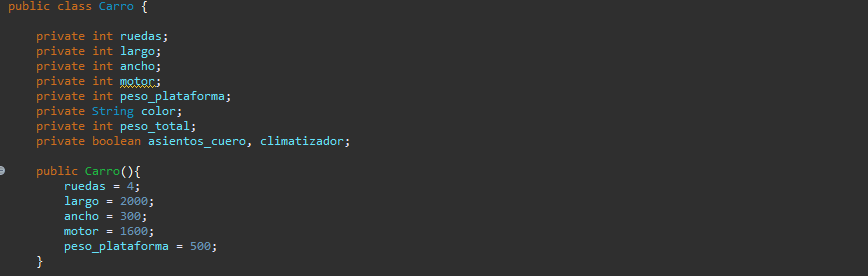 public class Carro {
private int ruedas;
private int largo;
private int ancho;
private int motor;
private int peso_plataforma;
private String color;
private int peso_total;
private boolean asientos_cuero, climatizador;
public Carro(){
ruedas = 4;
largo = 2000;
ancho = 300;
motor = 1600;
peso_plataforma = 500;
}